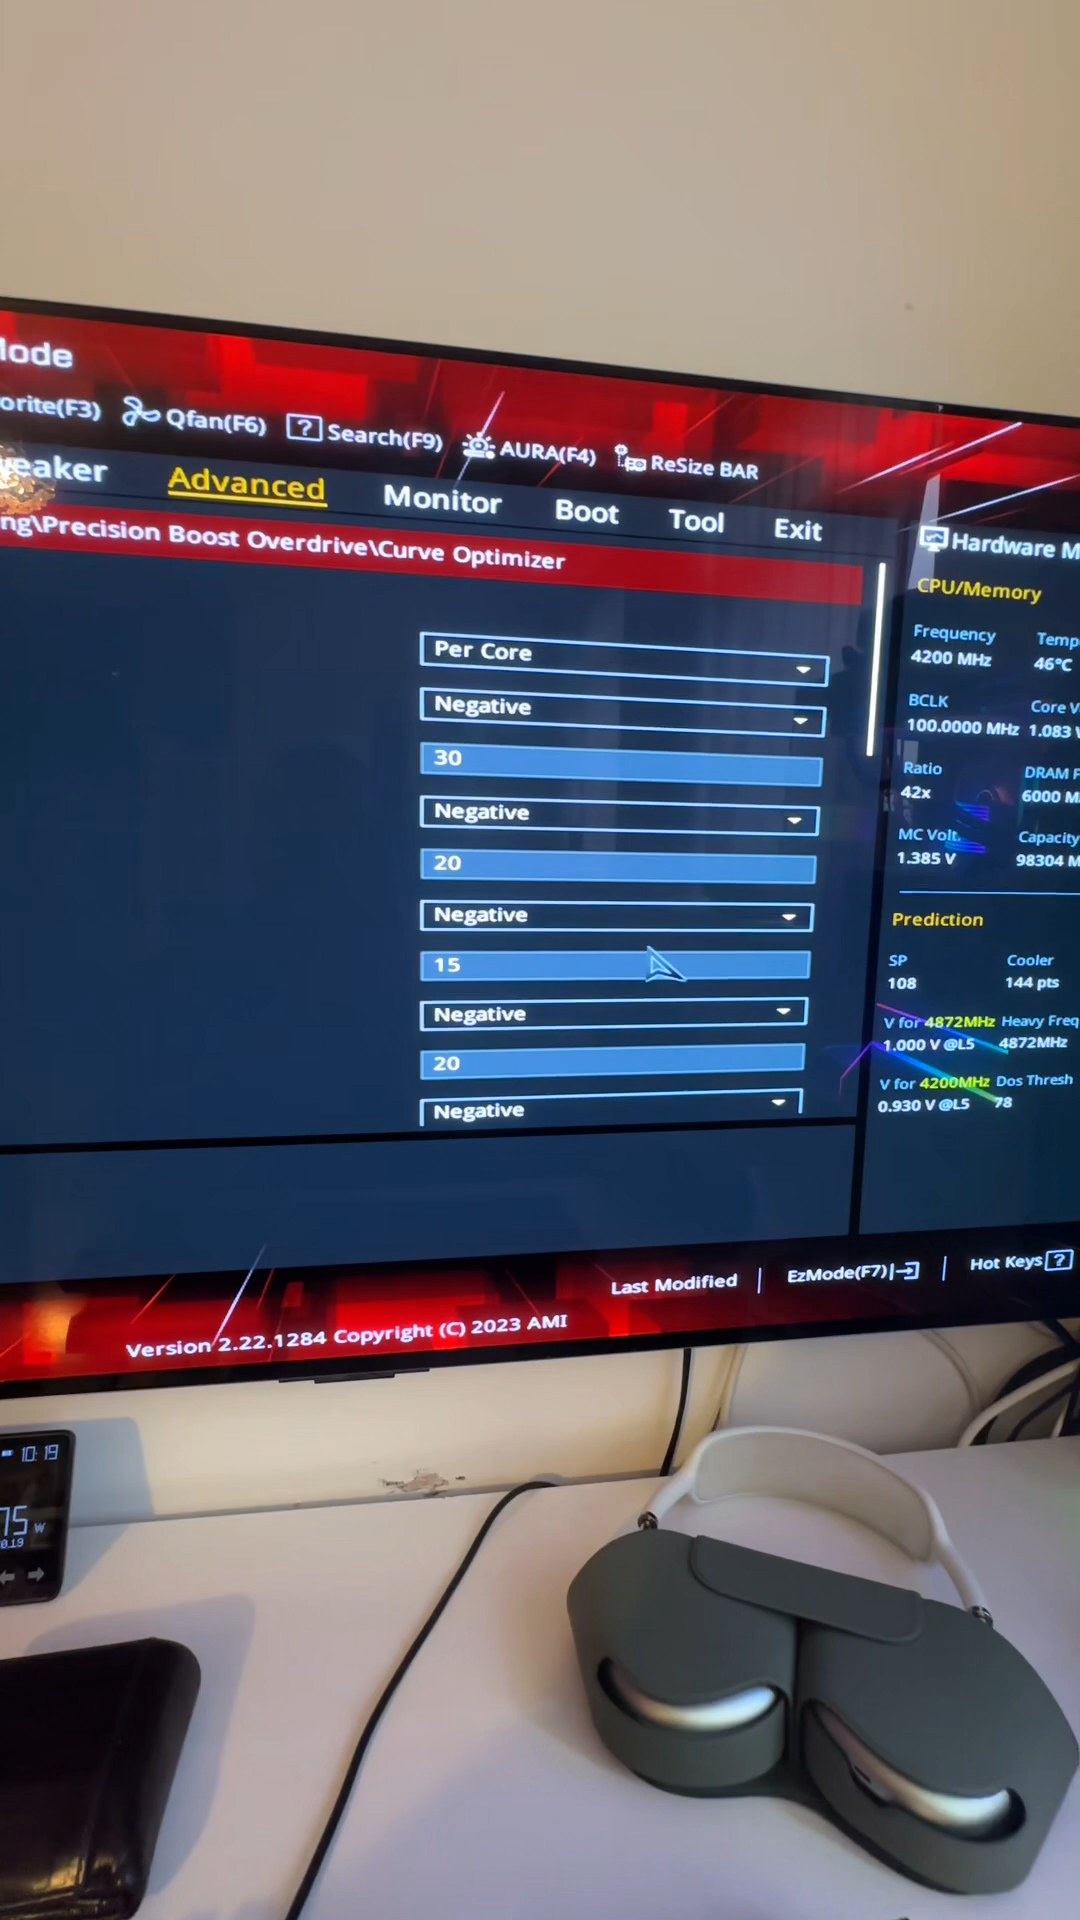 Mode
orite(F3) Qfan(F6) ? Search(F9) AURA(F4) ReSize BAR
eaker Advanced Monitor Boot Tool Exit
ng\Precision Boost Overdrive\Curve Optimizer
Per Core
Negative
30
Negative
20
Negative
15
Negative
20
Negative
Hardware M
CPU/Memory
Frequency Temp
4200 MHz 46°C
BCLK Core V
100.0000 MHz 1.083 V
Ratio DRAM F
42x 6000 M
MC Volt. Capacity
1.385 V 98304 M
Prediction
SP Cooler
108 144 pts
V for 4872MHz Heavy Freq
1.000 V @L5 4872MHz
V for 4200MHz Dos Thresh
0.930 V @L5 78
Last Modified | EzMode(F7) | Hot Keys ?
Version 2.22.1284 Copyright (C) 2023 AMI
10:19
75 W